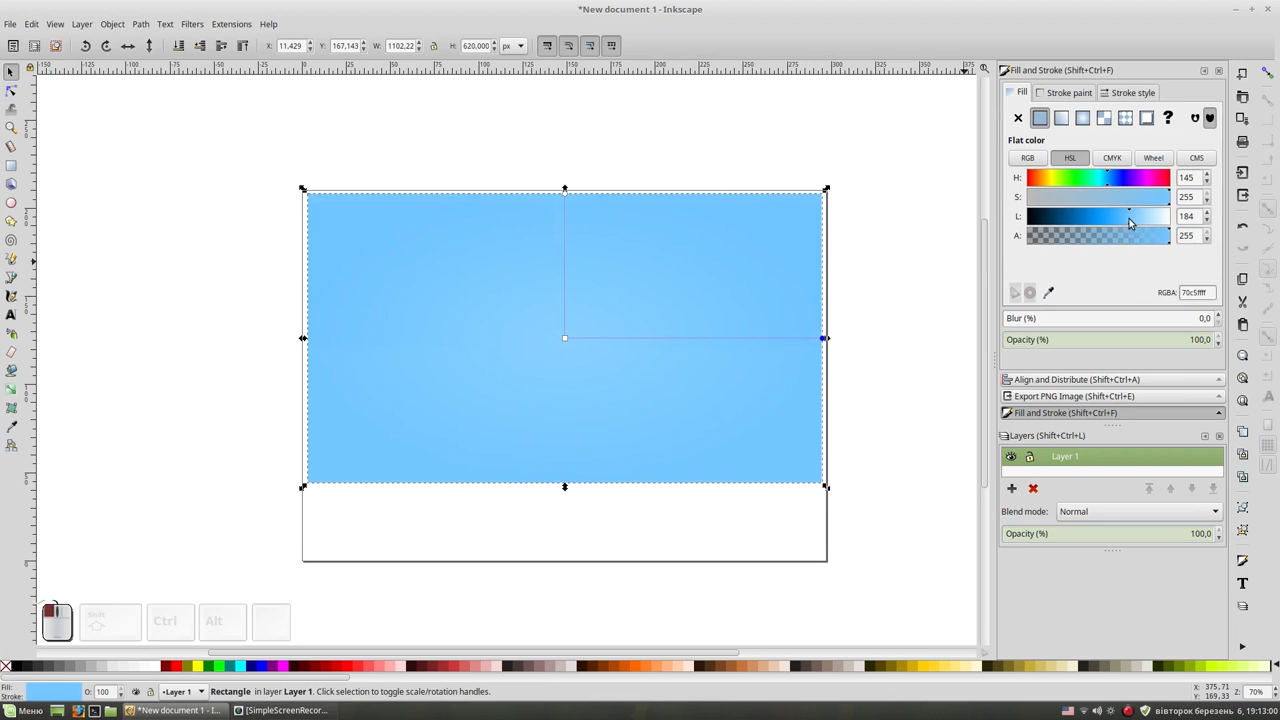 *New document 1 - Inkscape
File Edit View Layer Object Path Text Filters Extensions Help
X: 11,429 Y: 167,143 W: 1102,22 H: 620,000 px
Fill and Stroke (Shift+Ctrl+F)
Fill Stroke paint Stroke style
?
Flat color
RGB HSL CMYK Wheel CMS
H: 145
S: 255
L: 184
A: 255
RGBA: 70c5ffff
Blur (%) 0,0
Opacity (%) 100,0
Align and Distribute (Shift+Ctrl+A)
Export PNG Image (Shift+Ctrl+E)
Fill and Stroke (Shift+Ctrl+F)
Layers (Shift+Ctrl+L)
Layer 1
Blend mode: Normal
Opacity (%) 100,0
Shift Ctrl Alt
Fill:
Stroke:
O: 100
•Layer 1
Rectangle in layer Layer 1. Click selection to toggle scale/rotation handles.
X: 375,71
Y: 169,33
Z: 70%
Меню
*New document 1 - I...
[SimpleScreenRecor...
вівторок березень 6, 19:13:00